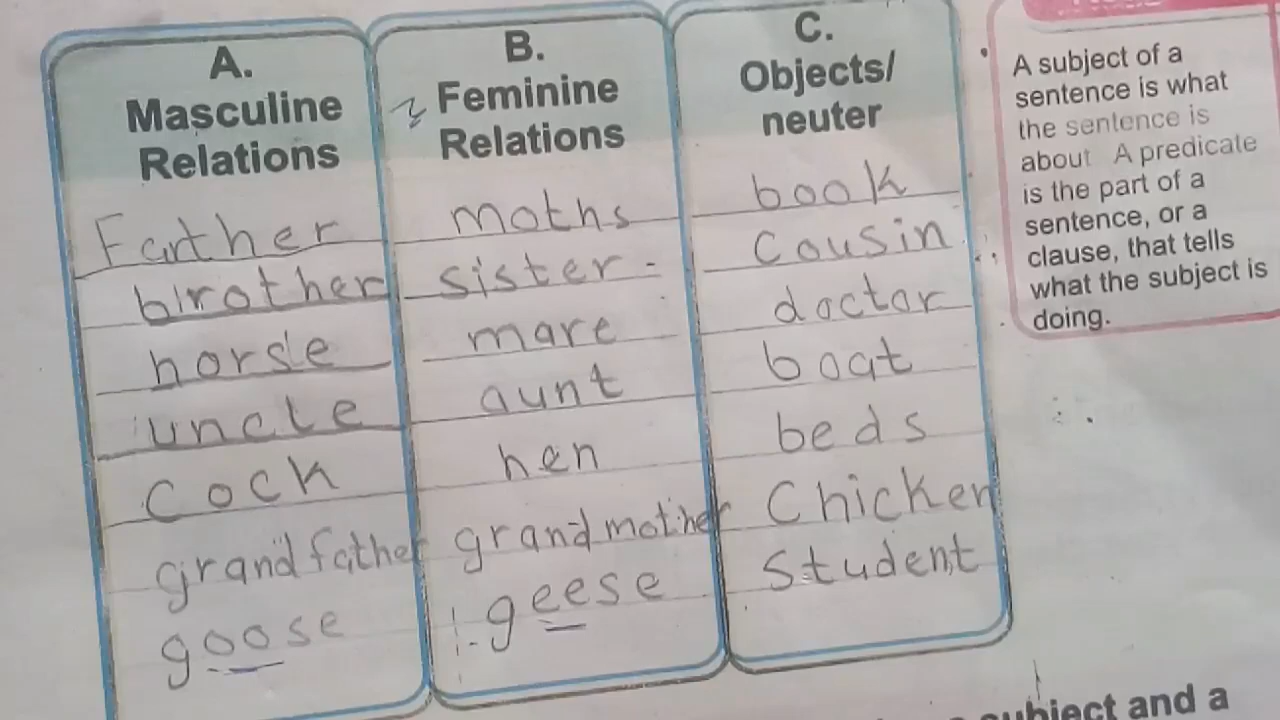 A.
Masculine
Relations
Farther
brother
horse
uncle
Cock
grandfather
goose
B.
Feminine
Relations
moths
sister -
mare
aunt
hen
grandmother
geese
C.
Objects/
neuter
book
Cousin
doctor
boat
beds
Chicken
Student
A subject of a
sentence is what
the sentence is
about A predicate
is the part of a
sentence, or a
clause, that tells
what the subject is
doing.
subject and a